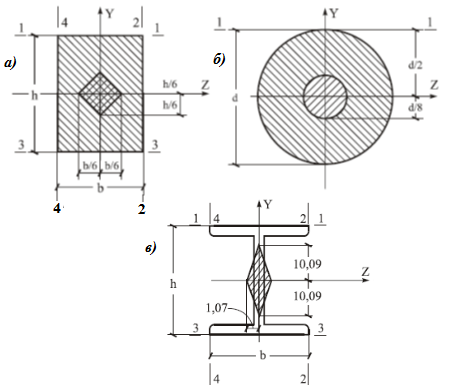 а)
4 2
Y
1 1
h/6
h Z
h/6
3 3
b/6 b/6
b
4 2
б)
Y
1 1
d/2
d Z
d/8
в)
Y
1 4 2 1
10,09
h Z
10,09
1,07
3 3
b
4 2